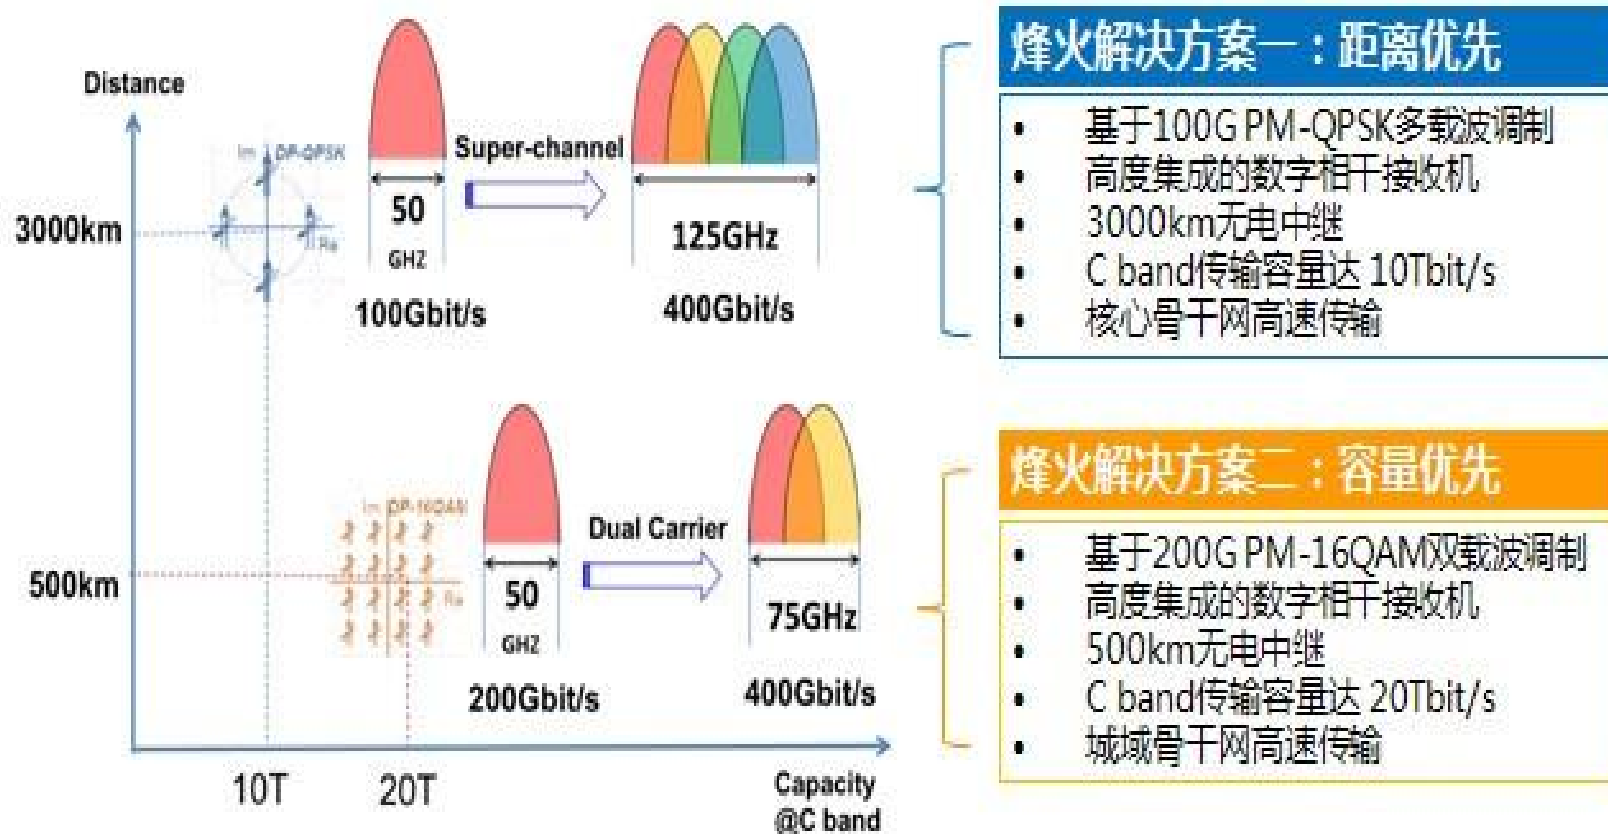 Distance
3000km
500km
Im DP-QPSK
Re
50
GHZ
100Gbit/s
Super-channel
125GHz
400Gbit/s
Im DP-16QAM
Re
50
GHZ
200Gbit/s
Dual Carrier
75GHz
400Gbit/s
10T
20T
Capacity
@C band
烽火解决方案一：距离优先
• 基于100G PM-QPSK多载波调制
• 高度集成的数字相干接收机
• 3000km无电中继
• C band传输容量达 10Tbit/s
• 核心骨干网高速传输
烽火解决方案二：容量优先
• 基于200G PM-16QAM双载波调制
• 高度集成的数字相干接收机
• 500km无电中继
• C band传输容量达 20Tbit/s
• 城域骨干网高速传输